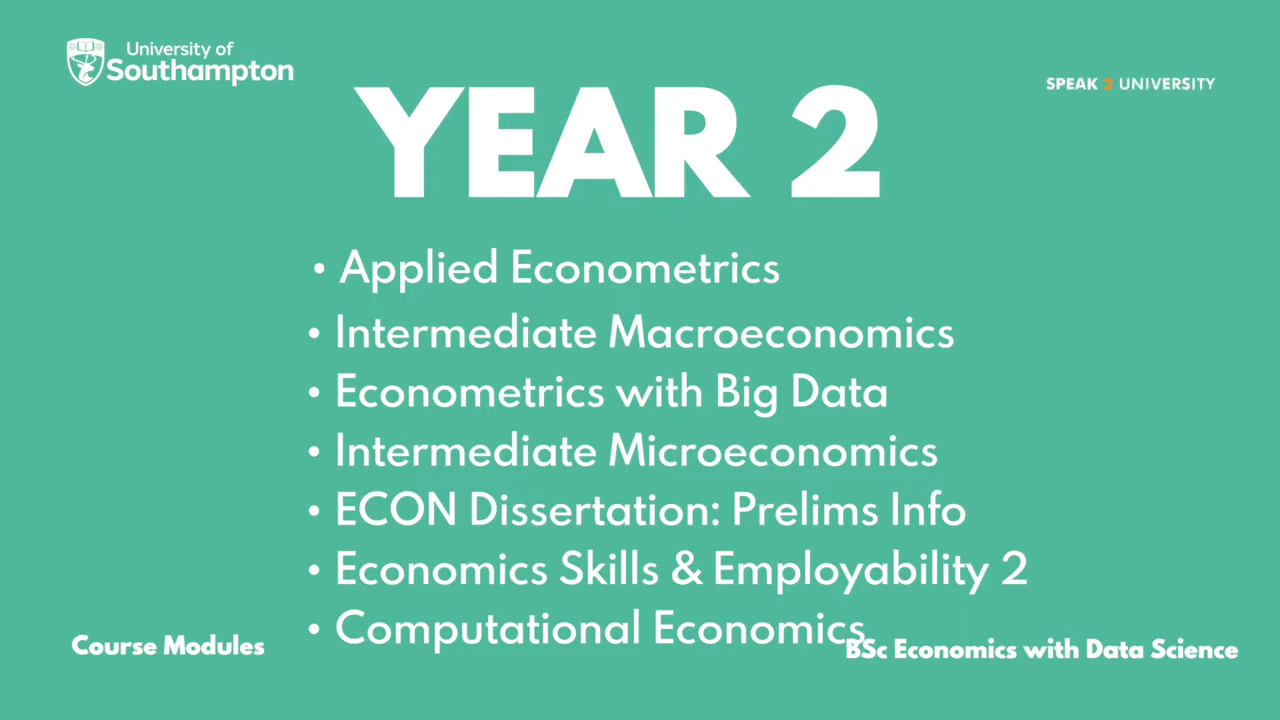 University of
Southampton
SPEAK 2 UNIVERSITY
YEAR 2
• Applied Econometrics
• Intermediate Macroeconomics
• Econometrics with Big Data
• Intermediate Microeconomics
• ECON Dissertation: Prelims Info
• Economics Skills & Employability 2
• Computational Economics
Course Modules
BSc Economics with Data Science